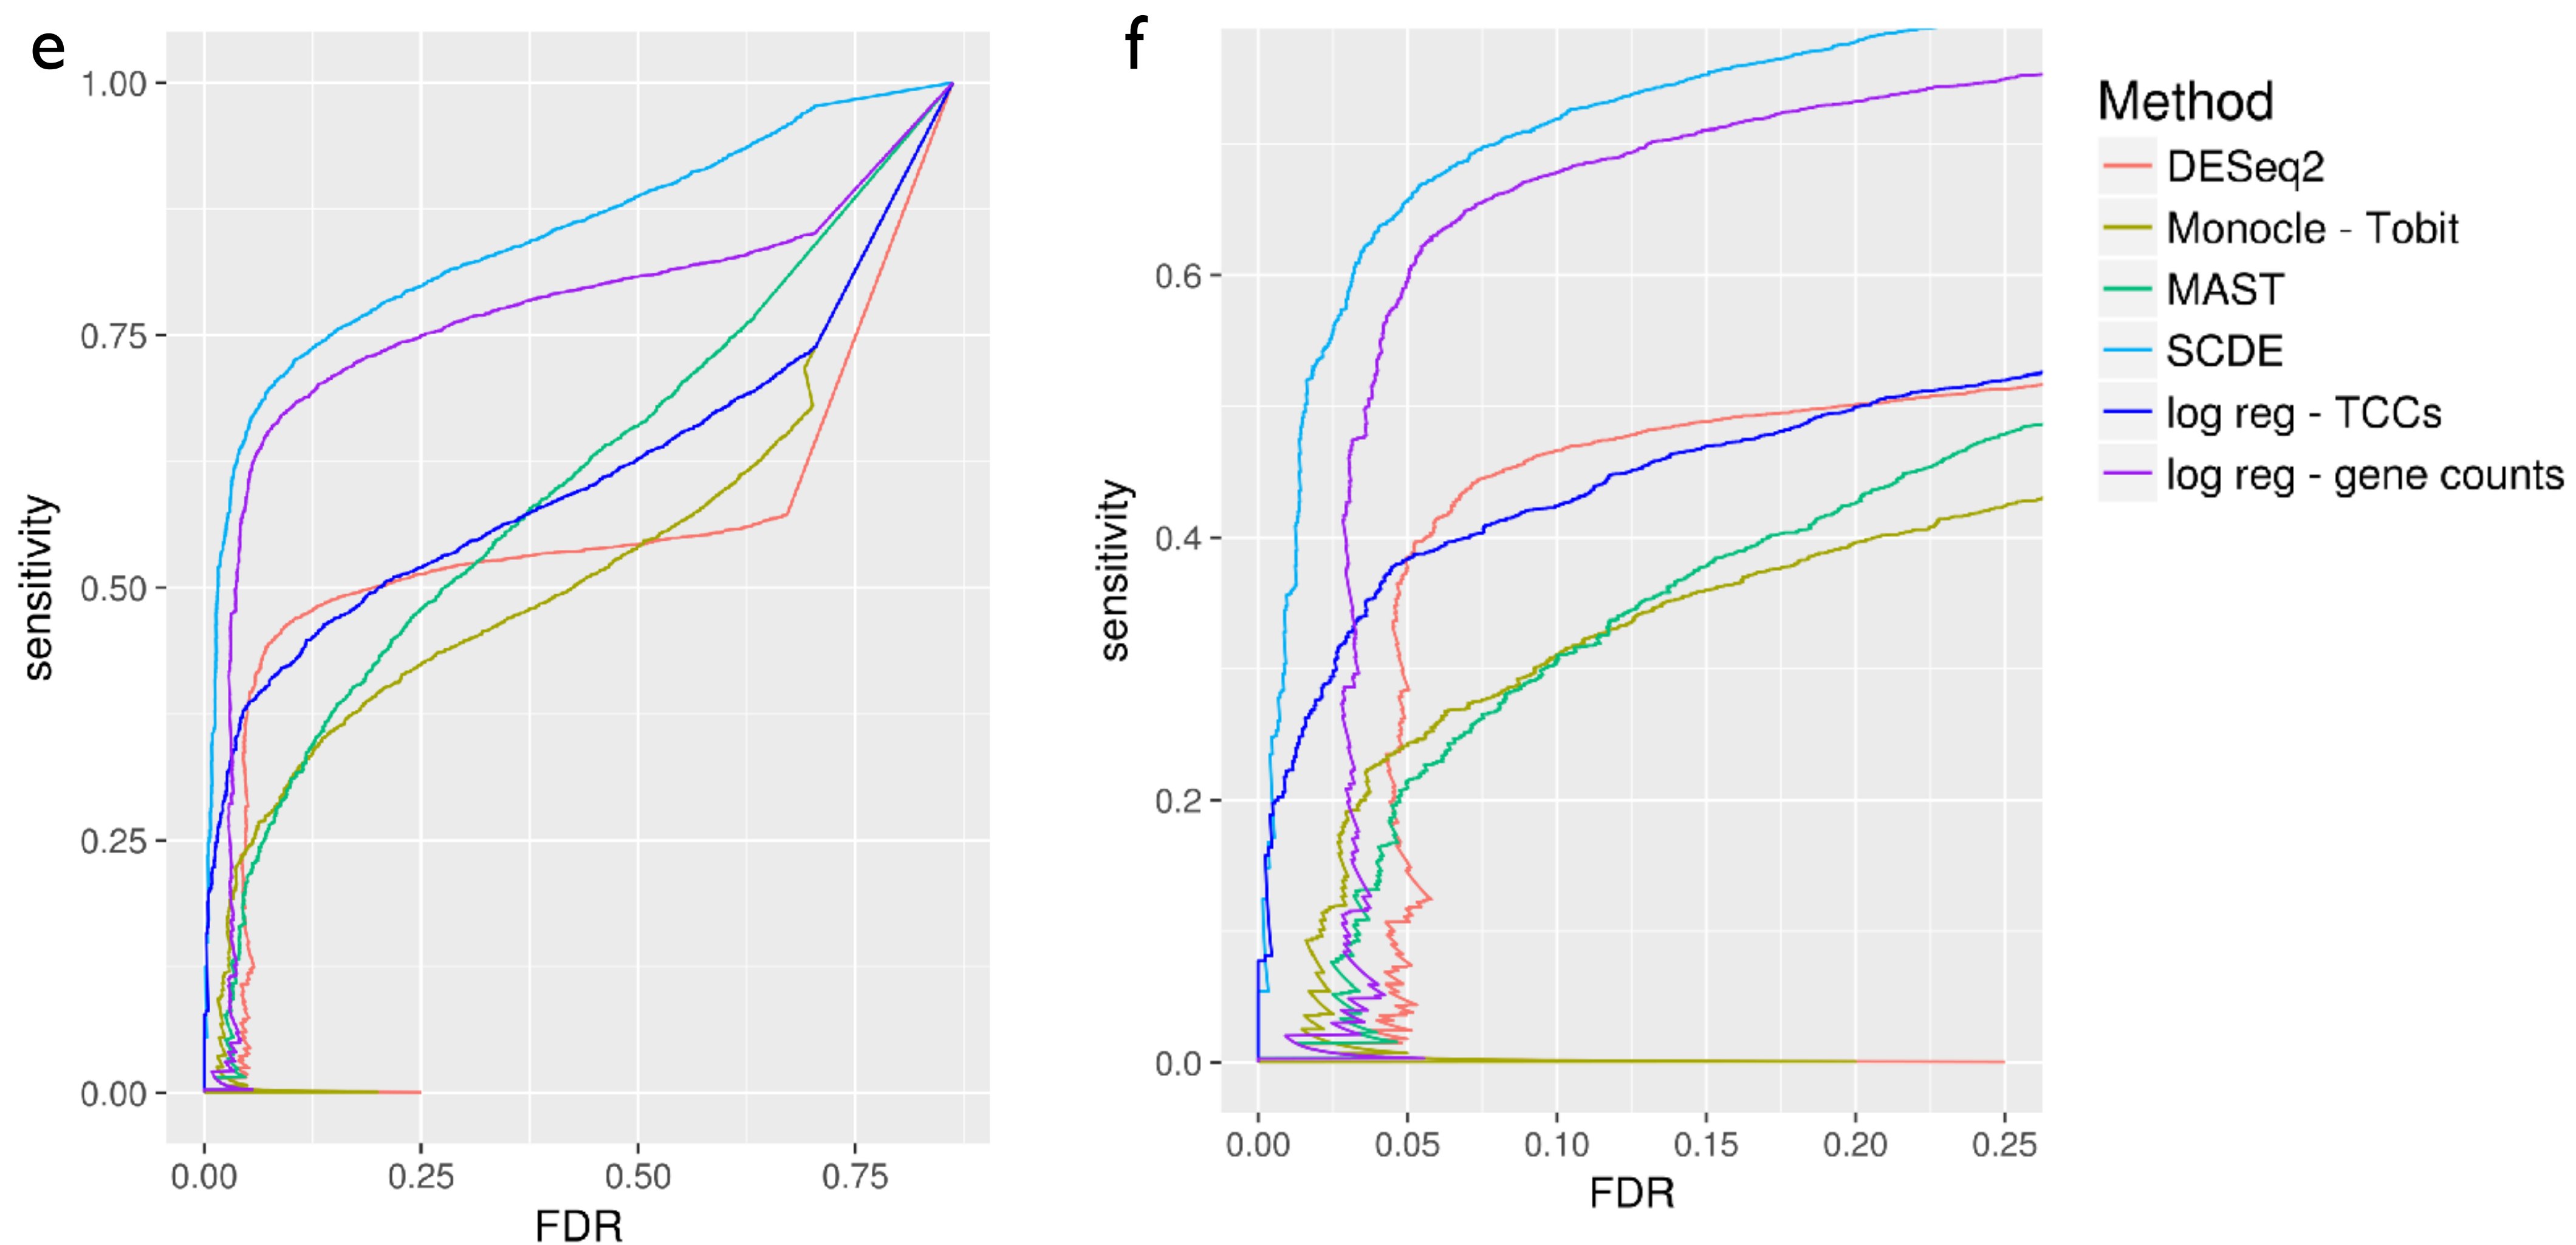 e
1.00
0.75
0.50
0.25
0.00
sensitivity
0.00 0.25 0.50 0.75
FDR
f
0.6
0.4
0.2
0.0
sensitivity
0.00 0.05 0.10 0.15 0.20 0.25
FDR
Method
DESeq2
Monocle - Tobit
MAST
SCDE
log reg - TCCs
log reg - gene counts